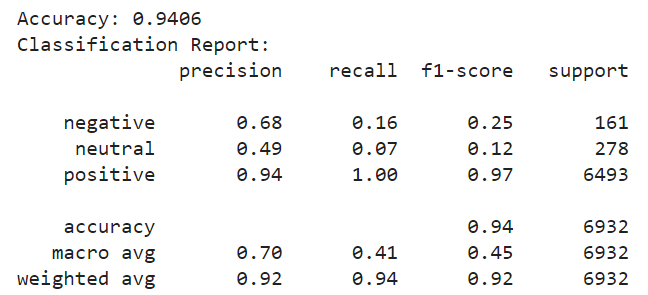 Accuracy: 0.9406
Classification Report:
precision recall f1-score support
negative 0.68 0.16 0.25 161
neutral 0.49 0.07 0.12 278
positive 0.94 1.00 0.97 6493
accuracy 0.94 6932
macro avg 0.70 0.41 0.45 6932
weighted avg 0.92 0.94 0.92 6932